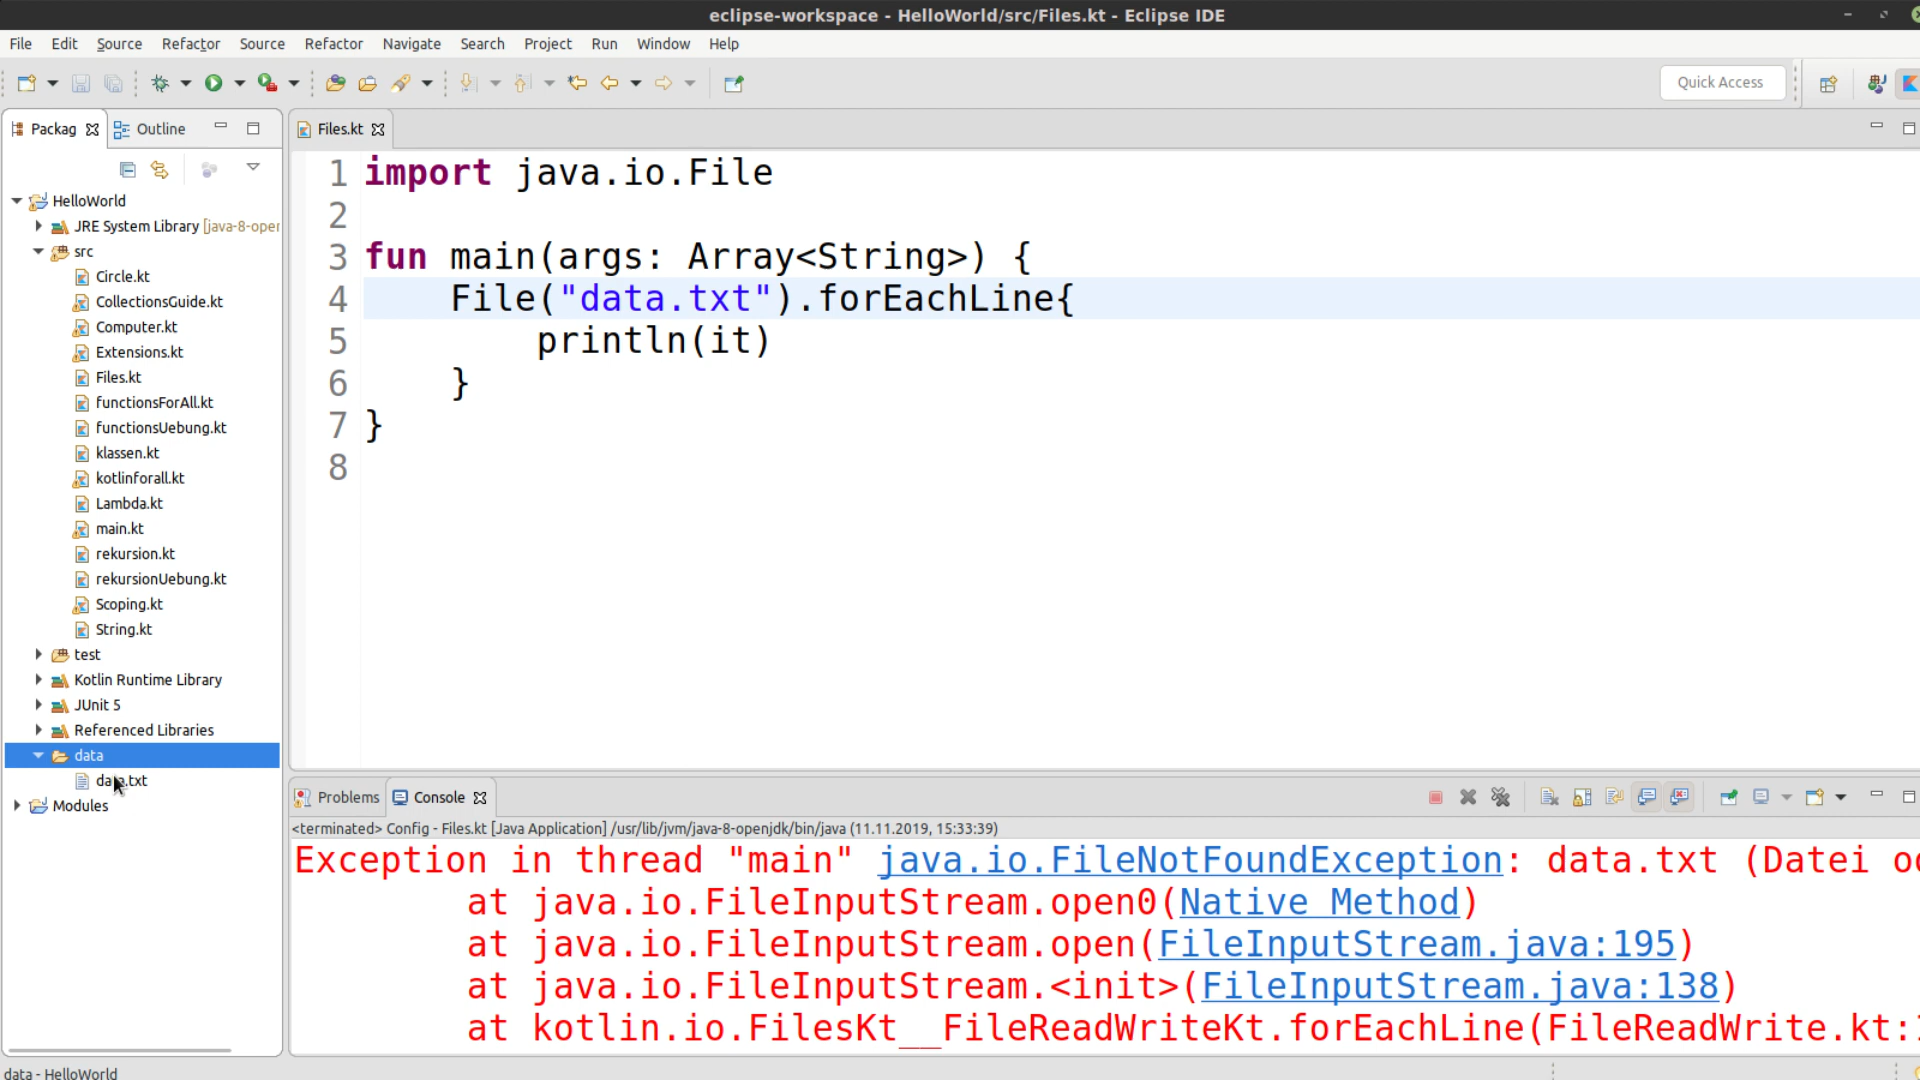 eclipse-workspace - HelloWorld/src/Files.kt - Eclipse IDE
File Edit Source Refactor Source Refactor Navigate Search Project Run Window Help
Quick Access
Packag Outline
Files.kt
HelloWorld
JRE System Library [java-8-oper
src
Circle.kt
CollectionsGuide.kt
Computer.kt
Extensions.kt
Files.kt
functionsForAll.kt
functionsUebung.kt
klassen.kt
kotlinforall.kt
Lambda.kt
main.kt
rekursion.kt
rekursionUebung.kt
Scoping.kt
String.kt
test
Kotlin Runtime Library
JUnit 5
Referenced Libraries
data
data.txt
Modules
1 import java.io.File
2
3 fun main(args: Array<String>) {
4 File("data.txt").forEachLine{
5 println(it)
6 }
7 }
8
Problems Console
<terminated> Config - Files.kt [Java Application] /usr/lib/jvm/java-8-openjdk/bin/java (11.11.2019, 15:33:39)
Exception in thread "main" java.io.FileNotFoundException: data.txt (Datei
at java.io.FileInputStream.open0(Native Method)
at java.io.FileInputStream.open(FileInputStream.java:195)
at java.io.FileInputStream.<init>(FileInputStream.java:138)
at kotlin.io.FilesKt__FileReadWriteKt.forEachLine(FileReadWrite.kt:
data - HelloWorld